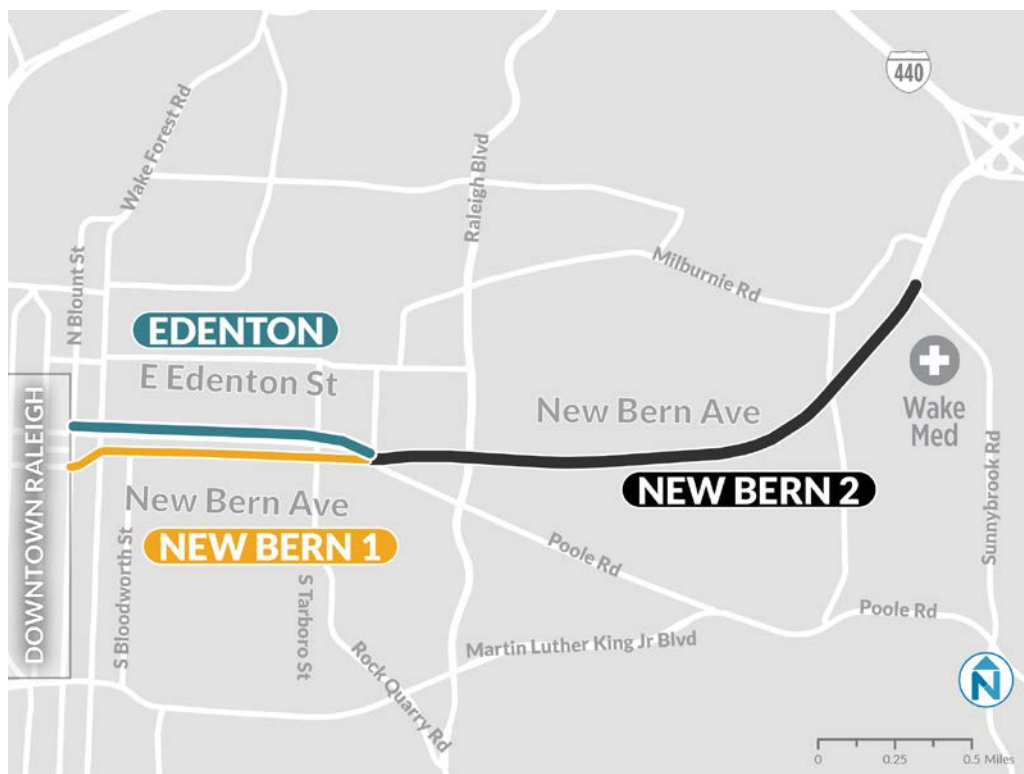 440
Wake Forest Rd
Raleigh Blvd
N Blount St
Milburnie Rd
EDENTON
E Edenton St
New Bern Ave
Wake
Med
DOWNTOWN RALEIGH
New Bern Ave
NEW BERN 2
NEW BERN 1
S Bloodworth St
S Tarboro St
Poole Rd
Sunnybrook Rd
Poole Rd
Martin Luther King Jr Blvd
Rock Quarry Rd
N
0 0.25 0.5 Miles